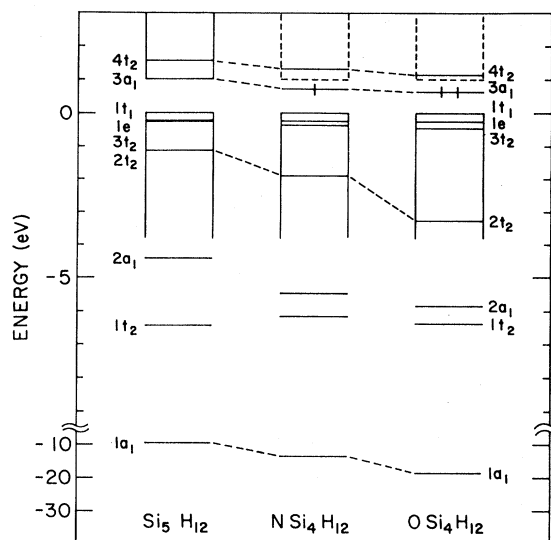 4t₂
3a₁
4t₂
3a₁
0
1t₁
1e
3t₂
2t₂
1t₁
1e
3t₂
2t₂
ENERGY (eV)
-5
2a₁
1t₂
2a₁
1t₂
-10
-20
-30
1a₁
1a₁
Si₅ H₁₂
N Si₄ H₁₂
O Si₄ H₁₂